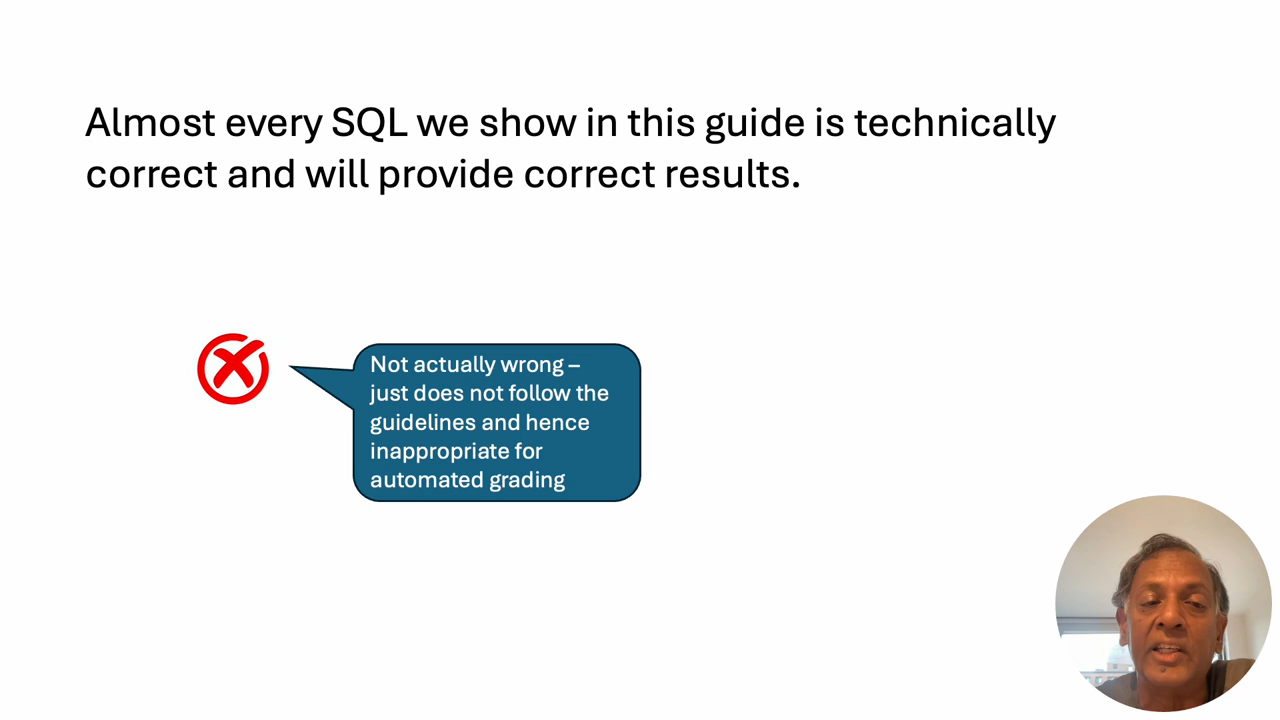 Almost every SQL we show in this guide is technically
correct and will provide correct results.
Not actually wrong –
just does not follow the
guidelines and hence
inappropriate for
automated grading